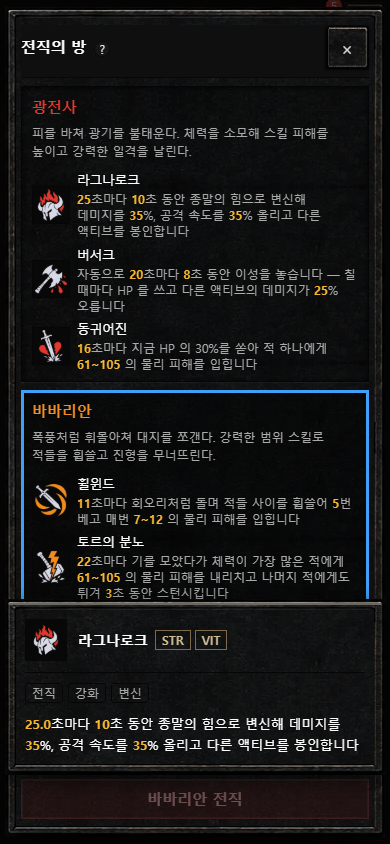 전직의 방 ?
×
광전사
피를 바쳐 광기를 불태운다. 체력을 소모해 스킬 피해를
높이고 강력한 일격을 날린다.
라그나로크
25초마다 10초 동안 종말의 힘으로 변신해
데미지를 35%, 공격 속도를 35% 올리고 다른
액티브를 봉인합니다
버서크
자동으로 20초마다 8초 동안 이성을 놓습니다 — 칠
때마다 HP 를 쓰고 다른 액티브의 데미지가 25%
오릅니다
동귀어진
16초마다 지금 HP 의 30%를 쏟아 적 하나에게
61~105 의 물리 피해를 입힙니다
바바리안
폭풍처럼 휘몰아쳐 대지를 쪼갠다. 강력한 범위 스킬로
적들을 휩쓸고 진형을 무너뜨린다.
휠윈드
11초마다 회오리처럼 돌며 적들 사이를 휩쓸어 5번
베고 매번 7~12 의 물리 피해를 입힙니다
토르의 분노
22초마다 기를 모았다가 체력이 가장 많은 적에게
61~105 의 물리 피해를 내리치고 나머지 적에게도
튀겨 3초 동안 스턴시킵니다
라그나로크 STR VIT
전직 강화 변신
25.0초마다 10초 동안 종말의 힘으로 변신해 데미지를
35%, 공격 속도를 35% 올리고 다른 액티브를 봉인합니다
바바리안 전직